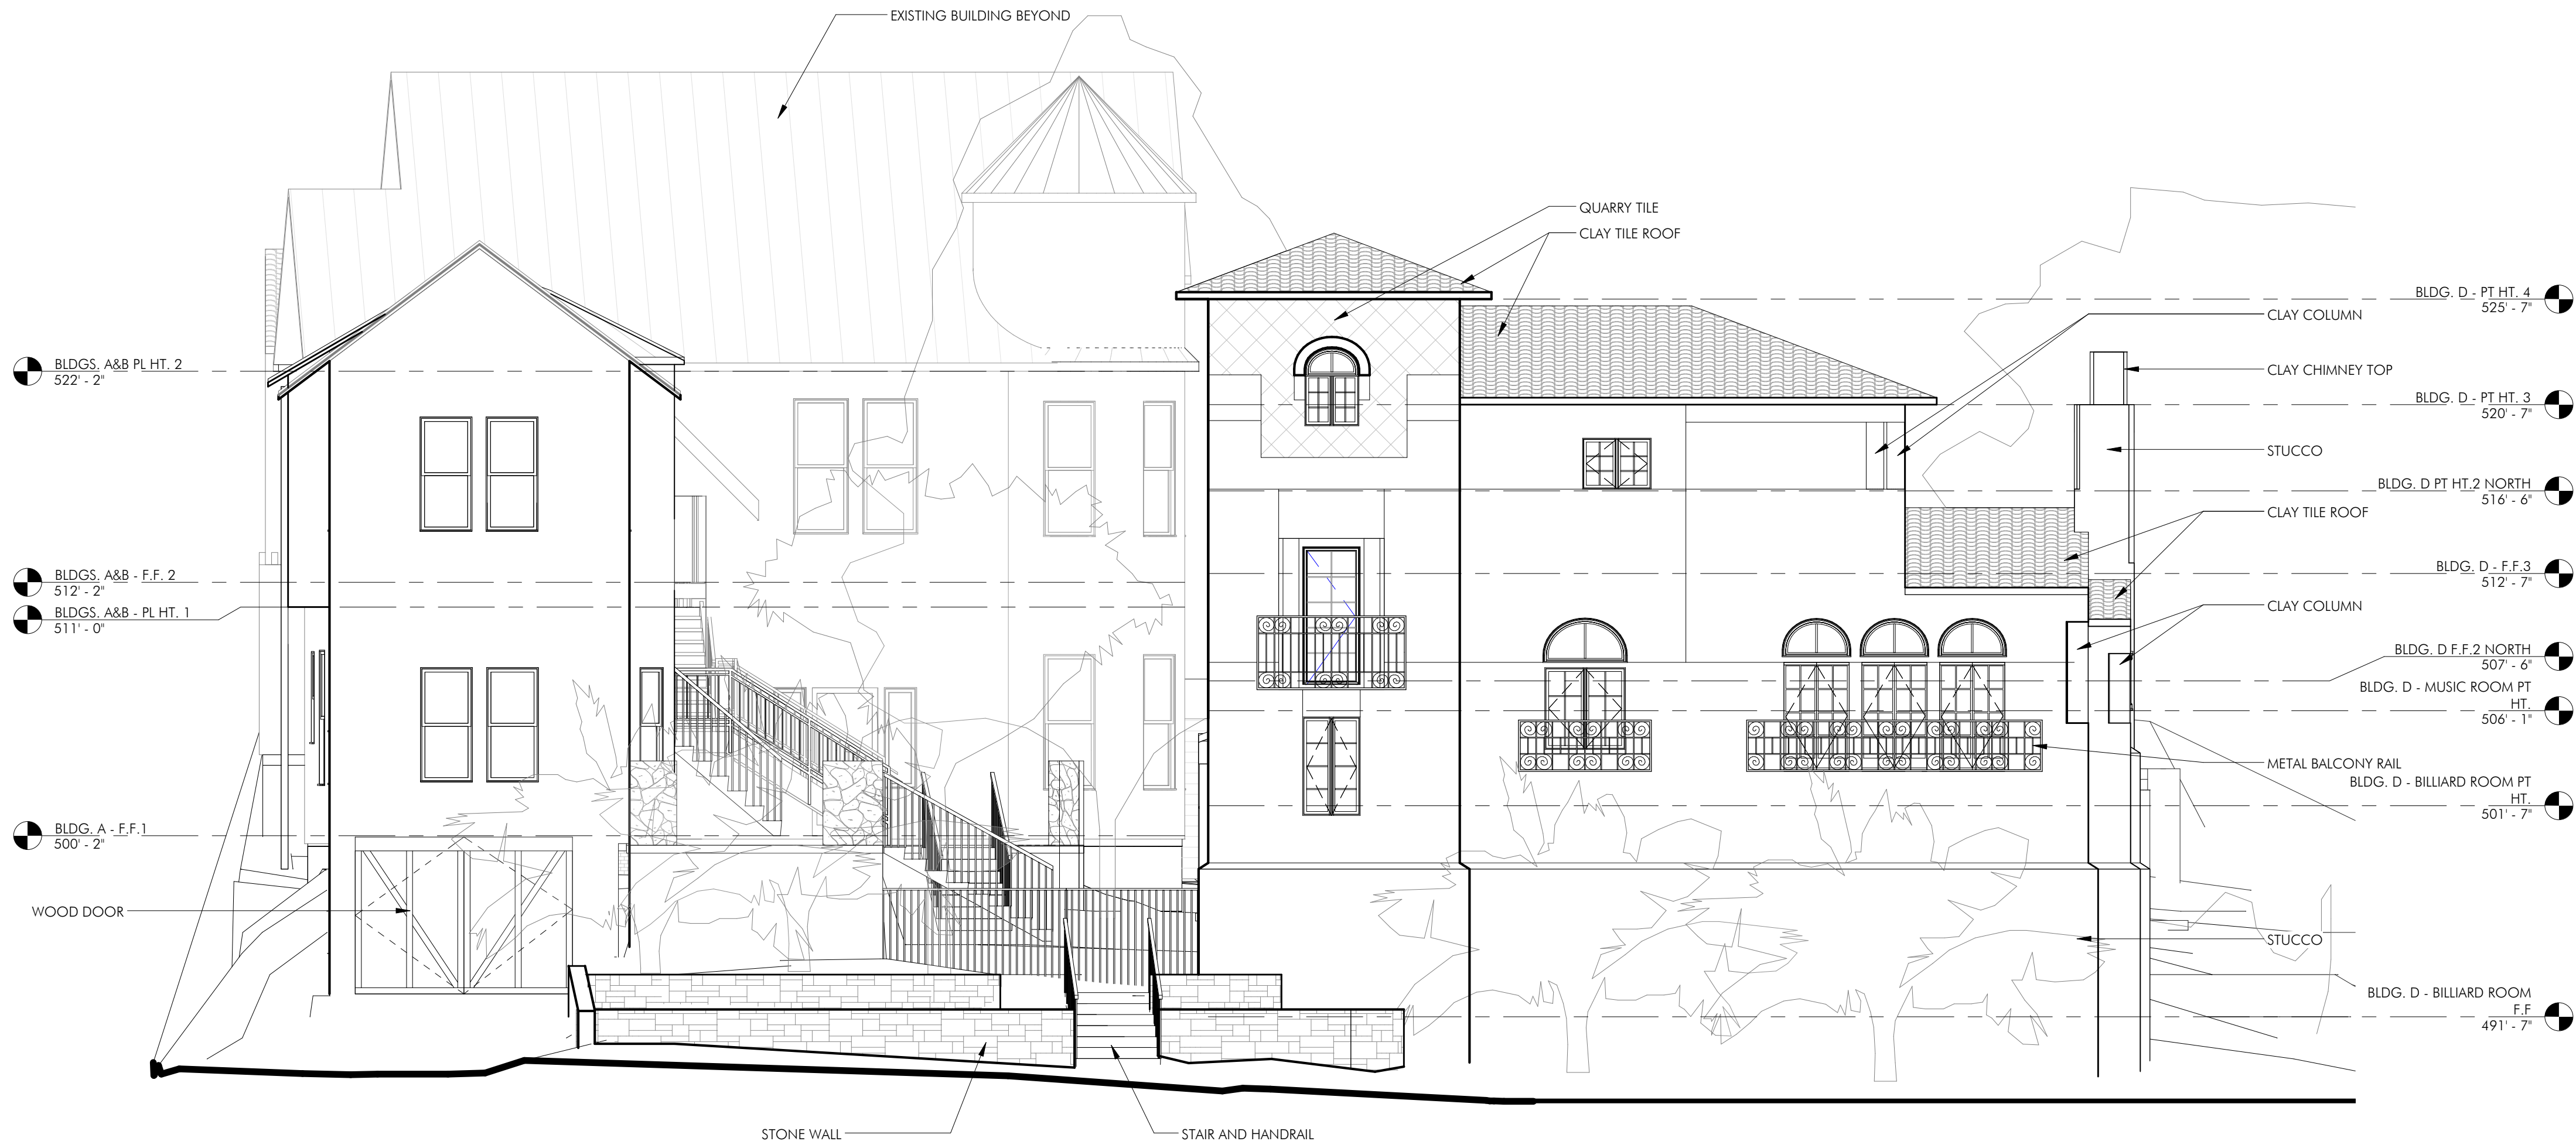 EXISTING BUILDING BEYOND
QUARRY TILE
CLAY TILE ROOF
BLDG. D - PT HT. 4
525' - 7"
CLAY COLUMN
BLDGS. A&B PL HT. 2
522' - 2"
CLAY CHIMNEY TOP
BLDG. D - PT HT. 3
520' - 7"
STUCCO
BLDG. D PT HT.2 NORTH
516' - 6"
CLAY TILE ROOF
BLDGS. A&B - F.F. 2
512' - 2"
BLDG. D - F.F.3
512' - 7"
BLDGS. A&B - PL HT. 1
511' - 0"
CLAY COLUMN
BLDG. D F.F.2 NORTH
507' - 6"
BLDG. D - MUSIC ROOM PT
HT.
506' - 1"
METAL BALCONY RAIL
BLDG. D - BILLIARD ROOM PT
HT.
501' - 7"
BLDG. A - F.F.1
500' - 2"
WOOD DOOR
STUCCO
BLDG. D - BILLIARD ROOM
F.F
491' - 7"
STONE WALL
STAIR AND HANDRAIL